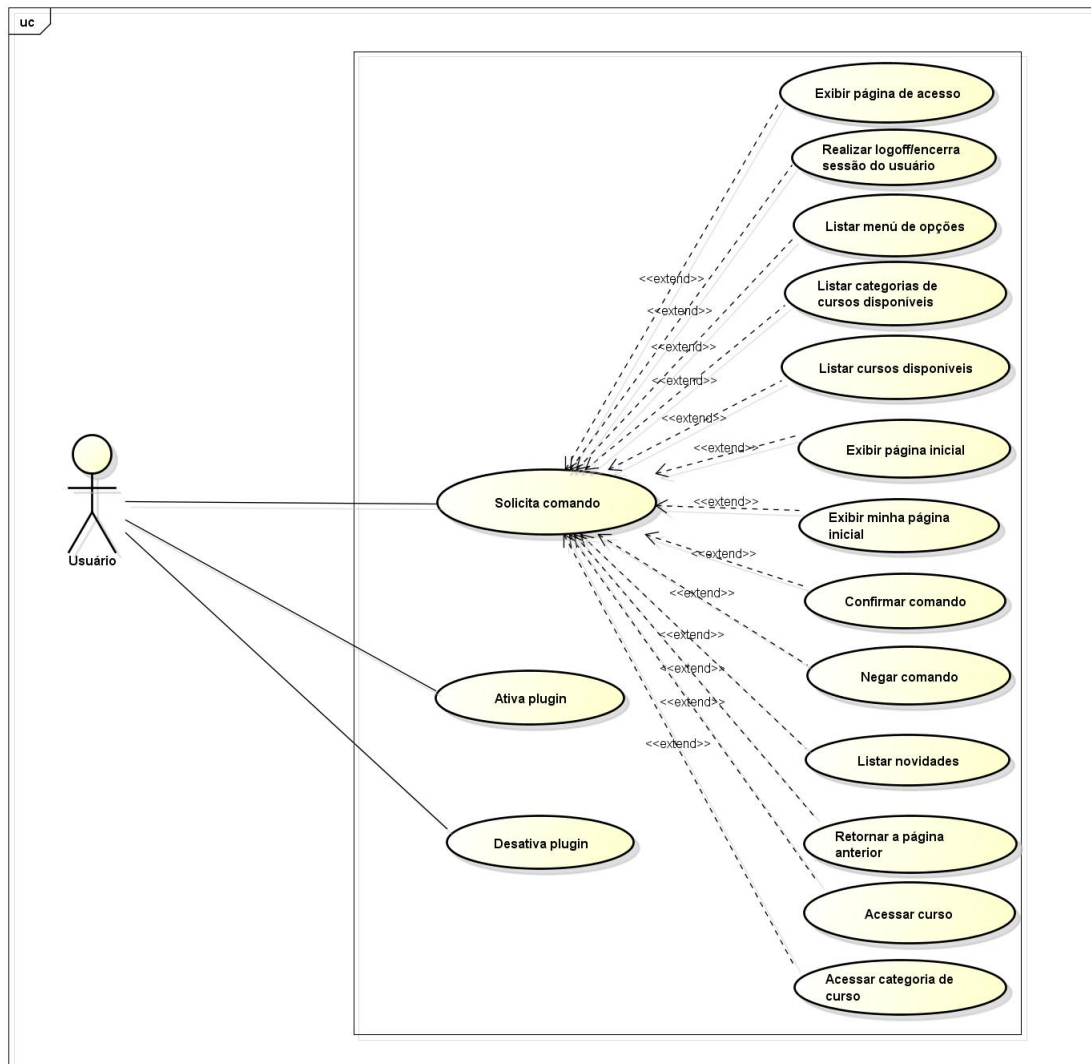 uc
Exibir página de acesso
Realizar logoff/encerra
sessão do usuário
Listar menú de opções
<<extend>>
Listar categorias de
cursos disponíveis
<<extend>>
<<extend>>
Listar cursos disponíveis
<<extend>>
<<extend>>
Exibir página inicial
<<extend>>
Solicita comando
<<extend>>
Exibir minha página
inicial
<<extend>>
Usuário
Confirmar comando
<<extend>>
<<extend>>
Negar comando
<<extend>>
Ativa plugin
<<extend>>
<<extend>>
Listar novidades
Desativa plugin
Retornar a página
anterior
Acessar curso
Acessar categoria de
curso